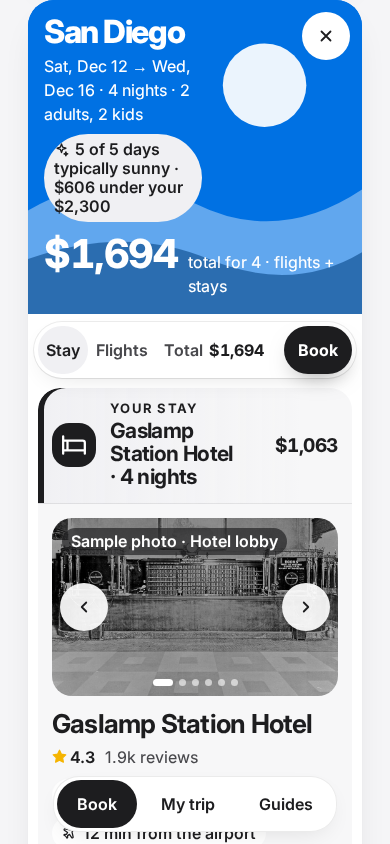 San Diego
Sat, Dec 12 → Wed,
Dec 16 · 4 nights · 2
adults, 2 kids
5 of 5 days
typically sunny ·
$606 under your
$2,300
$1,694 total for 4 · flights +
stays
Stay Flights Total $1,694 Book
YOUR STAY
Gaslamp
Station Hotel
· 4 nights
$1,063
Sample photo · Hotel lobby
Gaslamp Station Hotel
4.3 1.9k reviews
Book My trip Guides
12 min from the airport